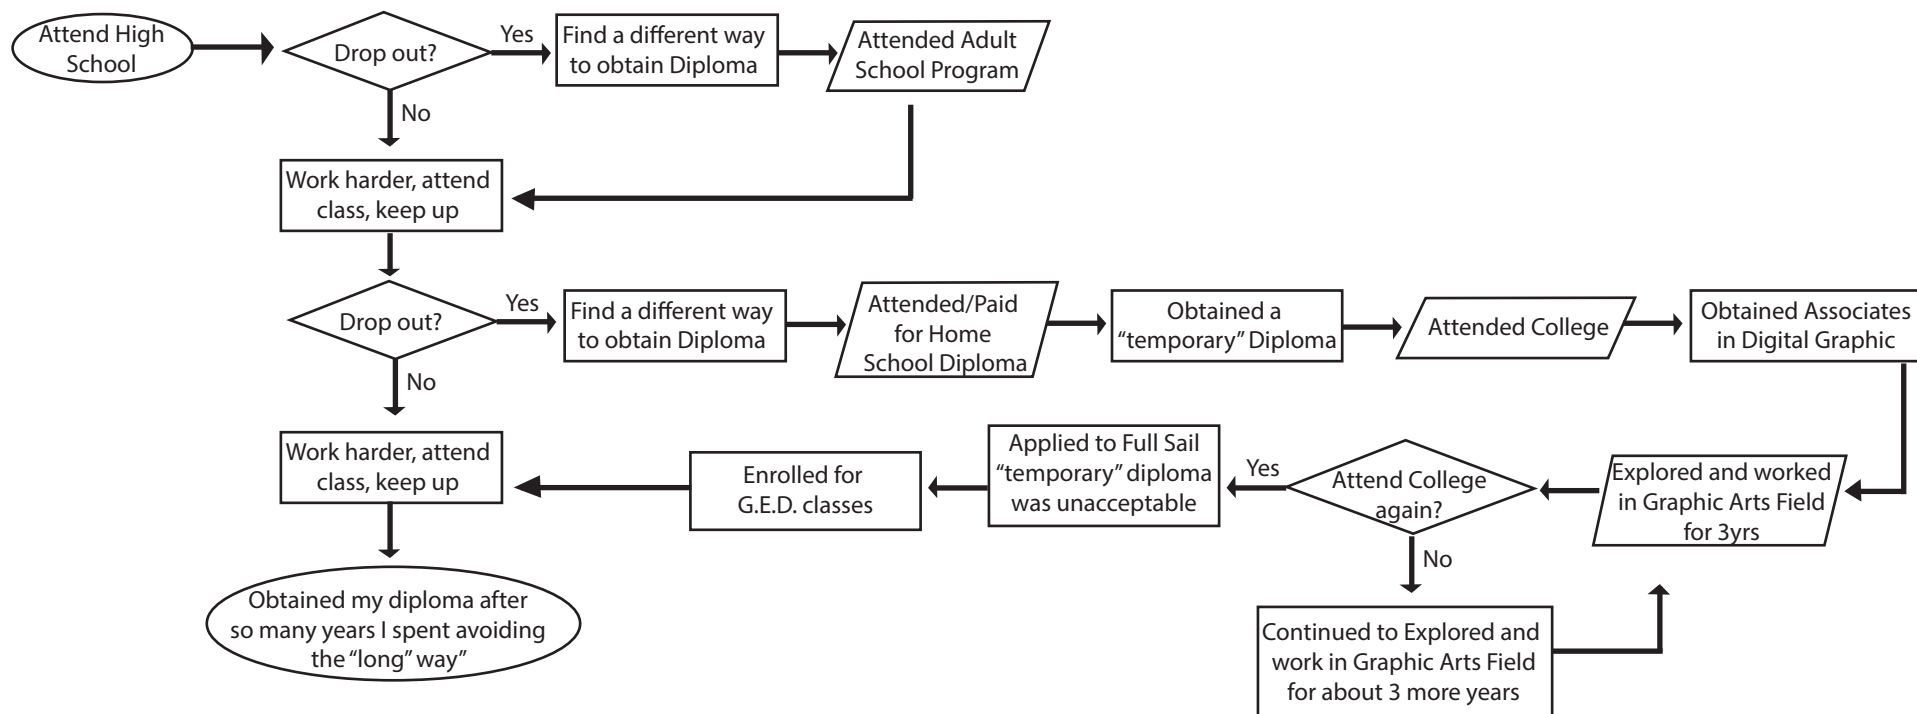 Attend High
School
Drop out?
Yes
Find a different way
to obtain Diploma
Attended Adult
School Program
No
Work harder, attend
class, keep up
Drop out?
Yes
Find a different way
to obtain Diploma
Attended/Paid
for Home
School Diploma
Obtained a
“temporary” Diploma
Attended College
Obtained Associates
in Digital Graphic
No
Explored and worked
in Graphic Arts Field
for 3yrs
Attend College
again?
Yes
Applied to Full Sail
“temporary” diploma
was unacceptable
Enrolled for
G.E.D. classes
Work harder, attend
class, keep up
No
Continued to Explored and
work in Graphic Arts Field
for about 3 more years
Obtained my diploma after
so many years I spent avoiding
the “long” way”